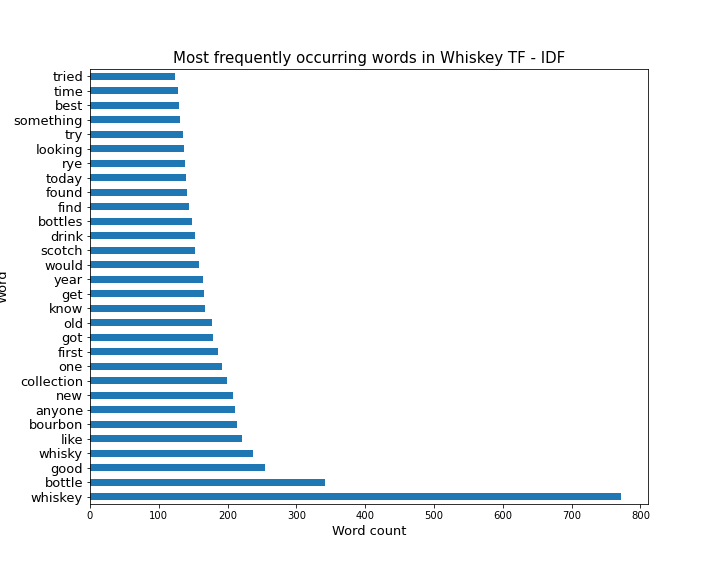 Most frequently occurring words in Whiskey TF - IDF
tried
time
best
something
try
looking
rye
today
found
find
bottles
drink
scotch
would
year
get
know
old
got
first
one
collection
new
anyone
bourbon
like
whisky
good
bottle
whiskey
Word
0 100 200 300 400 500 600 700 800
Word count